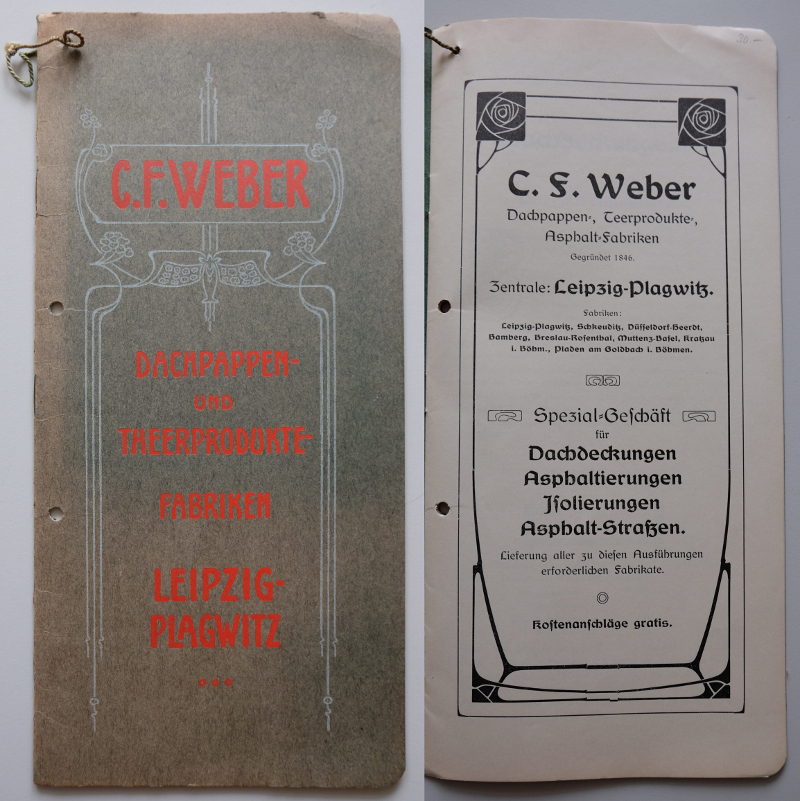 C.F. WEBER
DACHPAPPEN-
UND
THEERPRODUKTE-
FABRIKEN
LEIPZIG-
PLAGWITZ
C. F. Weber
Dachpappen-, Teerprodukte-,
Asphalt-Fabriken
Gegründet 1846.
Zentrale: Leipzig-Plagwitz.
Fabriken:
Leipzig-Plagwitz, Schkeuditz, Düsseldorf-Heerdt,
Bamberg, Breslau-Rosenthal, Muttenz-Basel, Kratzau
i. Böhm., Pladen am Goldbach i. Böhmen.
Spezial-Geschäft
für
Dachdeckungen
Asphaltierungen
Isolierungen
Asphalt-Straßen.
Lieferung aller zu diesen Ausführungen
erforderlichen Fabrikate.
Kostenanschläge gratis.